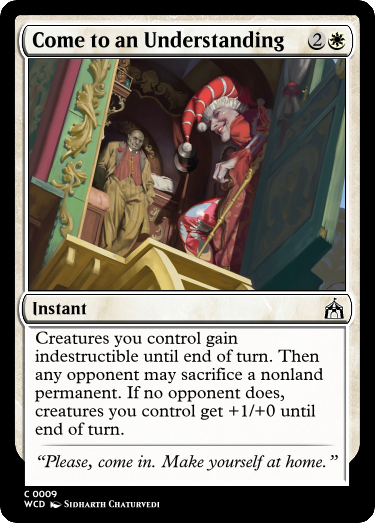 Come to an Understanding 2
Instant
Creatures you control gain
indestructible until end of turn. Then
any opponent may sacrifice a nonland
permanent. If no opponent does,
creatures you control get +1/+0 until
end of turn.
“Please, come in. Make yourself at home.”
C 0009
WCD Sidharth Chaturvedi